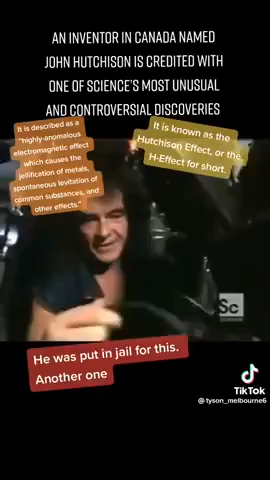 AN INVENTOR IN CANADA NAMED
JOHN HUTCHISON IS CREDITED WITH
ONE OF SCIENCE'S MOST UNUSUAL
AND CONTROVERSIAL DISCOVERIES
It is described as a
"highly-anomalous
electromagnetic effect
which causes the
jellification of metals,
spontaneous levitation of
common substances, and
other effects."
It is known as the
Hutchison Effect, or the
H-Effect for short.
Sc
He was put in jail for this.
Another one
TikTok
@tyson_melbourne6